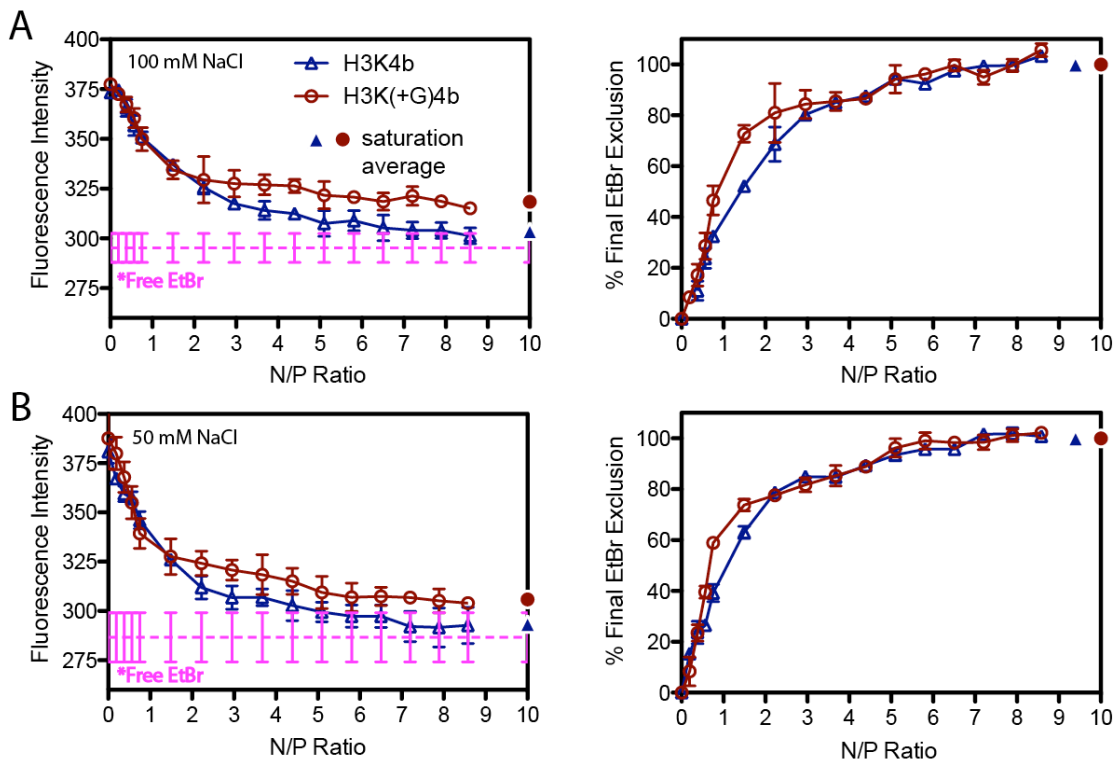 A
100 mM NaCl
H3K4b
H3K(+G)4b
saturation
average
*Free EtBr
Fluorescence Intensity
400
375
350
325
300
275
0 1 2 3 4 5 6 7 8 9 10
N/P Ratio
% Final EtBr Exclusion
100
80
60
40
20
0
0 1 2 3 4 5 6 7 8 9 10
N/P Ratio
B
50 mM NaCl
*Free EtBr
Fluorescence Intensity
400
375
350
325
300
275
0 1 2 3 4 5 6 7 8 9 10
N/P Ratio
% Final EtBr Exclusion
100
80
60
40
20
0
0 1 2 3 4 5 6 7 8 9 10
N/P Ratio